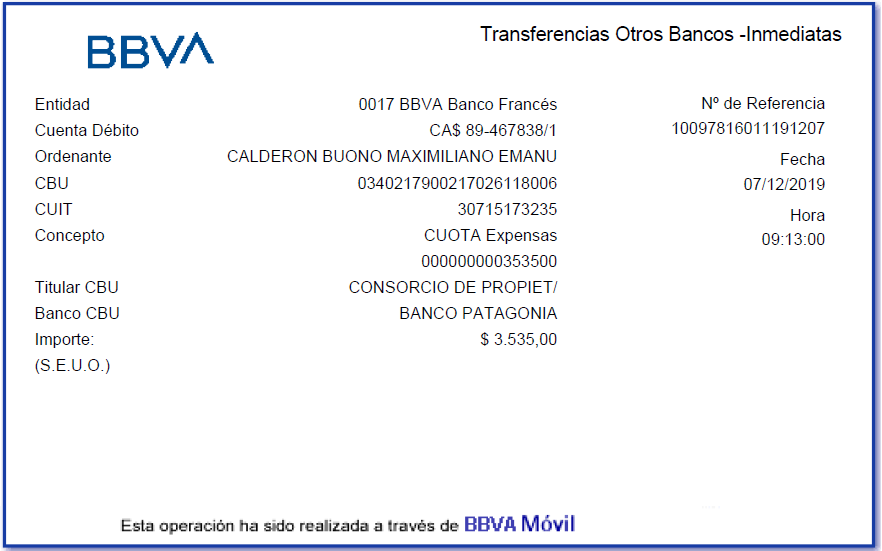 BBVA
Transferencias Otros Bancos -Inmediatas
Entidad 0017 BBVA Banco Francés
Cuenta Débito CA$ 89-467838/1
Ordenante CALDERON BUONO MAXIMILIANO EMANU
CBU 0340217900217026118006
CUIT 30715173235
Concepto CUOTA Expensas
000000000353500
Titular CBU CONSORCIO DE PROPIET/
Banco CBU BANCO PATAGONIA
Importe: $ 3.535,00
(S.E.U.O.)
Nº de Referencia
10097816011191207
Fecha
07/12/2019
Hora
09:13:00
Esta operación ha sido realizada a través de BBVA Móvil